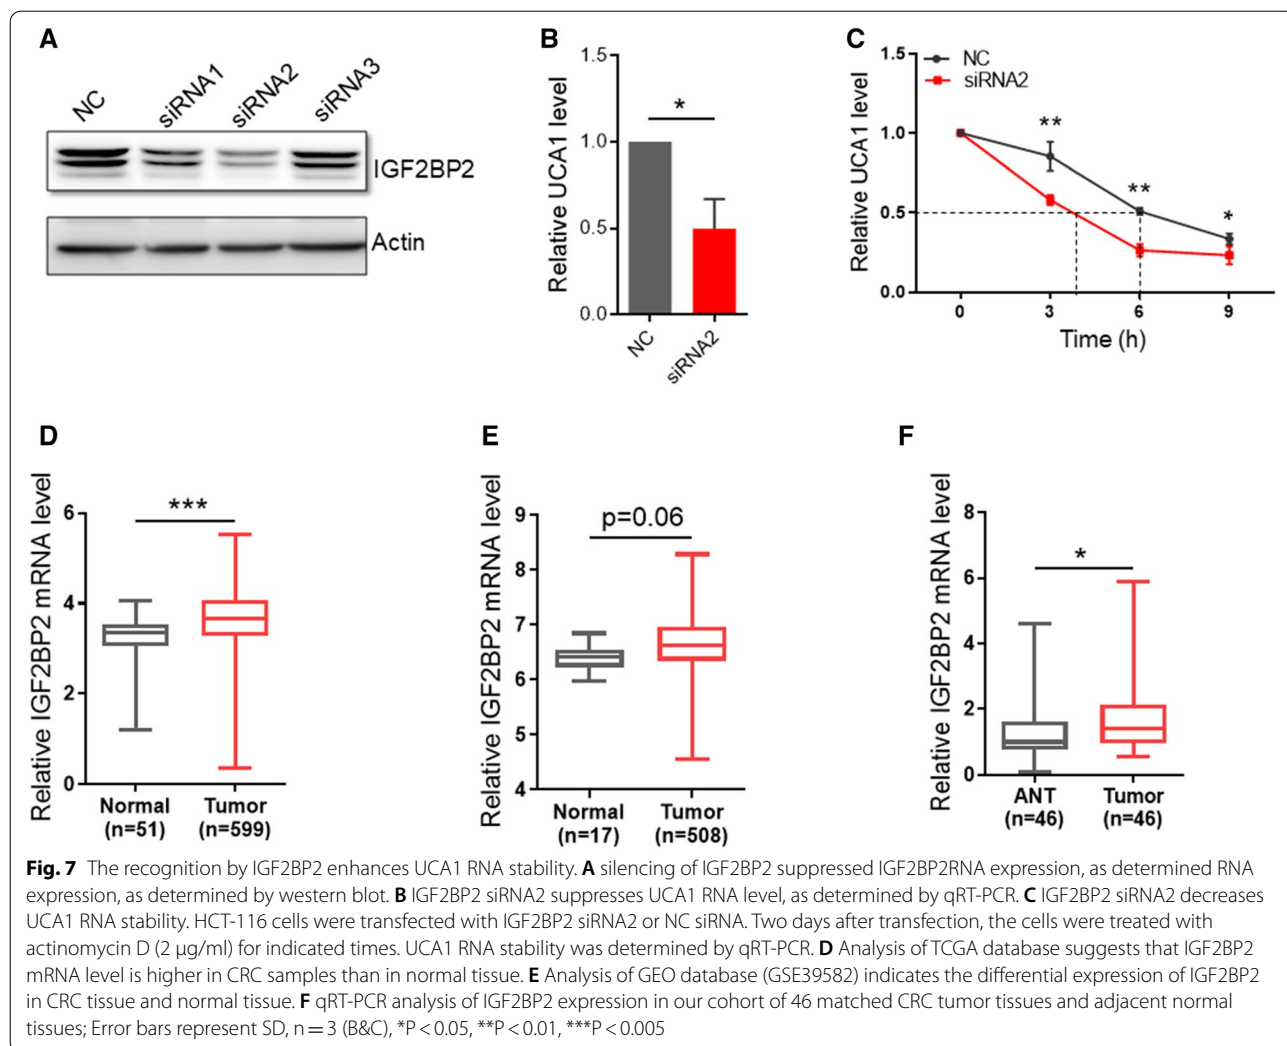 A
NC
siRNA1
siRNA2
siRNA3
IGF2BP2
Actin
B
Relative UCA1 level
1.5
1.0
0.5
0.0
*
NC
siRNA2
C
Relative UCA1 level
1.5
1.0
0.5
0.0
NC
siRNA2
**
**
*
0 3 6 9
Time (h)
D
Relative IGF2BP2 mRNA level
6
4
2
0
***
Normal Tumor
(n=51) (n=599)
E
Relative IGF2BP2 mRNA level
9
8
7
6
5
4
p=0.06
Normal Tumor
(n=17) (n=508)
F
Relative IGF2BP2 mRNA level
8
6
4
2
0
*
ANT Tumor
(n=46) (n=46)
Fig. 7 The recognition by IGF2BP2 enhances UCA1 RNA stability. A silencing of IGF2BP2 suppressed IGF2BP2RNA expression, as determined RNA
expression, as determined by western blot. B IGF2BP2 siRNA2 suppresses UCA1 RNA level, as determined by qRT-PCR. C IGF2BP2 siRNA2 decreases
UCA1 RNA stability. HCT-116 cells were transfected with IGF2BP2 siRNA2 or NC siRNA. Two days after transfection, the cells were treated with
actinomycin D (2 μg/ml) for indicated times. UCA1 RNA stability was determined by qRT-PCR. D Analysis of TCGA database suggests that IGF2BP2
mRNA level is higher in CRC samples than in normal tissue. E Analysis of GEO database (GSE39582) indicates the differential expression of IGF2BP2
in CRC tissue and normal tissue. F qRT-PCR analysis of IGF2BP2 expression in our cohort of 46 matched CRC tumor tissues and adjacent normal
tissues; Error bars represent SD, n = 3 (B&C), *P < 0.05, **P < 0.01, ***P < 0.005